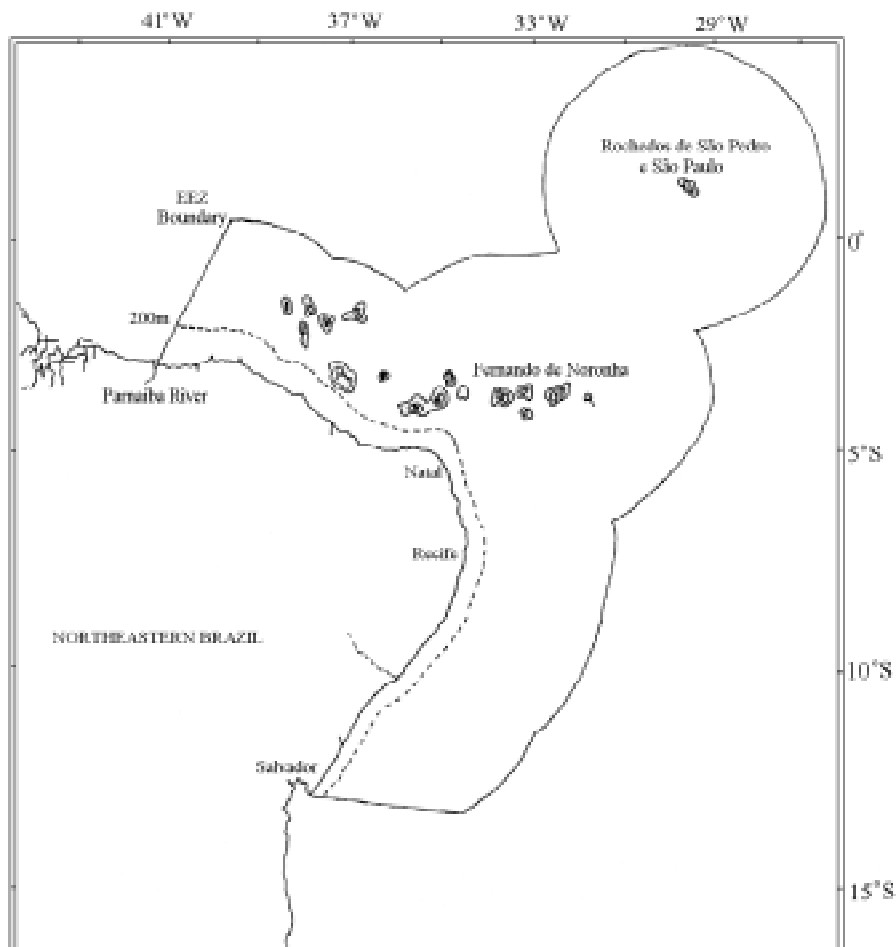 41°W 37°W 33°W 29°W
Rochados de São Pedro
e São Paulo
EEZ
Boundary
0°
200m
Fernando de Noronha
Parnaiba River
5°S
Natal
Recife
NORTHEASTERN BRAZIL
10°S
Salvador
15°S